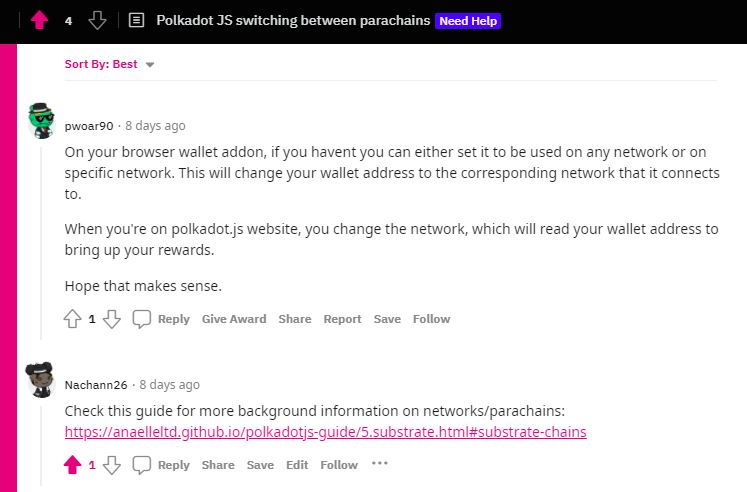 4 Polkadot JS switching between parachains Need Help
Sort By: Best
pwoar90 · 8 days ago
On your browser wallet addon, if you havent you can either set it to be used on any network or on
specific network. This will change your wallet address to the corresponding network that it connects
to.
When you're on polkadot.js website, you change the network, which will read your wallet address to
bring up your rewards.
Hope that makes sense.
1 Reply Give Award Share Report Save Follow
Nachann26 · 8 days ago
Check this guide for more background information on networks/parachains:
https://anaelleltd.github.io/polkadotjs-guide/5.substrate.html#substrate-chains
1 Reply Share Save Edit Follow ···